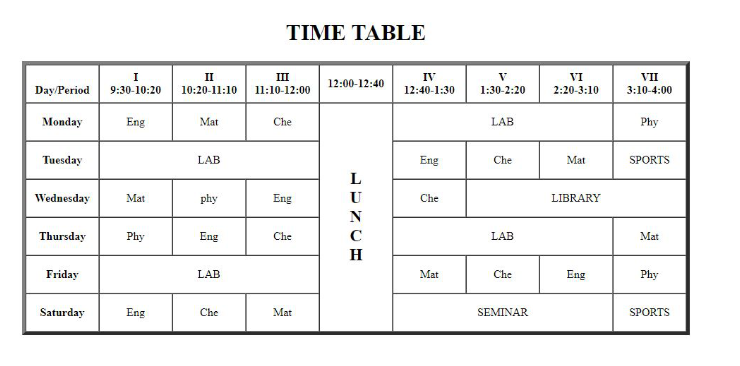 TIME TABLE
Day/Period I 9:30-10:20 II 10:20-11:10 III 11:10-12:00 12:00-12:40 IV 12:40-1:30 V 1:30-2:20 VI 2:20-3:10 VII 3:10-4:00
Monday Eng Mat Che LUNCH LAB Phy
Tuesday LAB Eng Che Mat SPORTS
Wednesday Mat phy Eng Che LIBRARY
Thursday Phy Eng Che LAB Mat
Friday LAB Mat Che Eng Phy
Saturday Eng Che Mat SEMINAR SPORTS